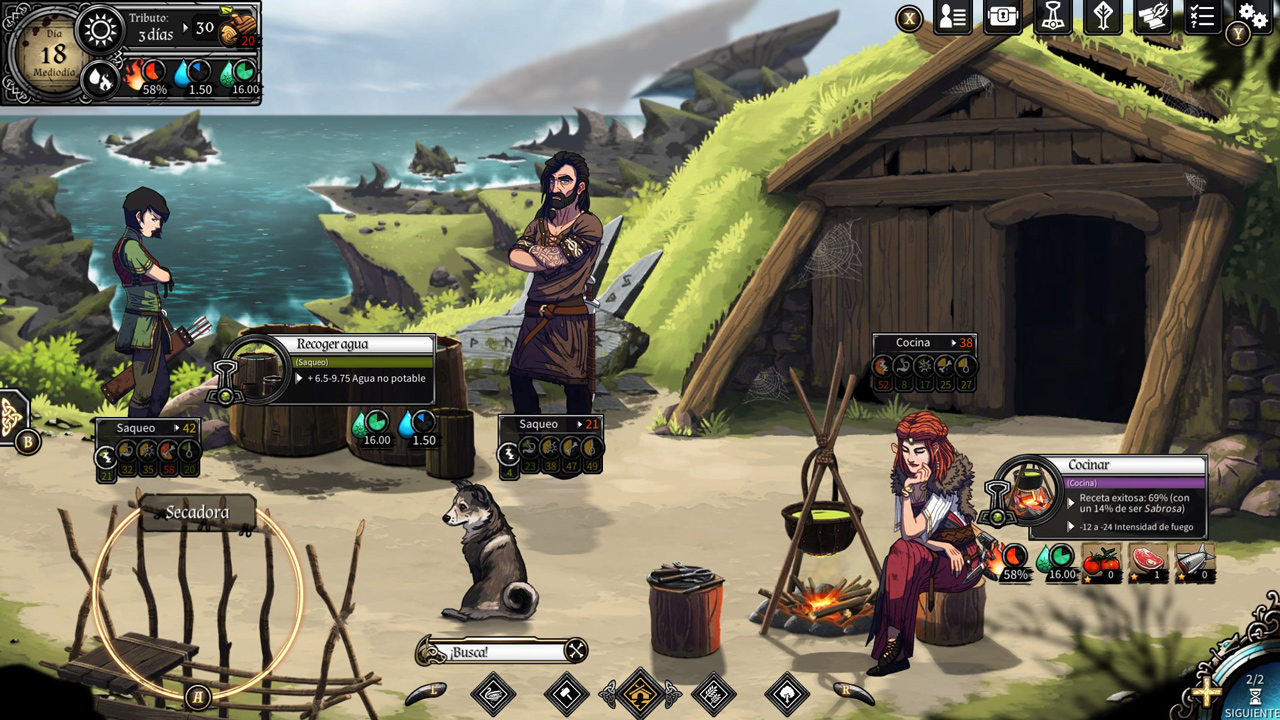 Día
18
Mediodía
Tributo:
3 días
30
20
58%
1.50
16.00
X
Y
Recoger agua
(Saqueo)
+ 6.5-9.75 Agua no potable
16.00
1.50
B
Saqueo 42
21 32 35 58 20
Saqueo 21
4 23 38 47 49
Cocina 38
52 8 17 25 27
Cocinar
(Cocina)
Receta exitosa: 69% (con
un 14% de ser Sabrosa)
-12 a -24 Intensidad de fuego
58% 16.00 0 1 0
Secadora
A
¡Busca!
L
R
2/2
SIGUIENTE